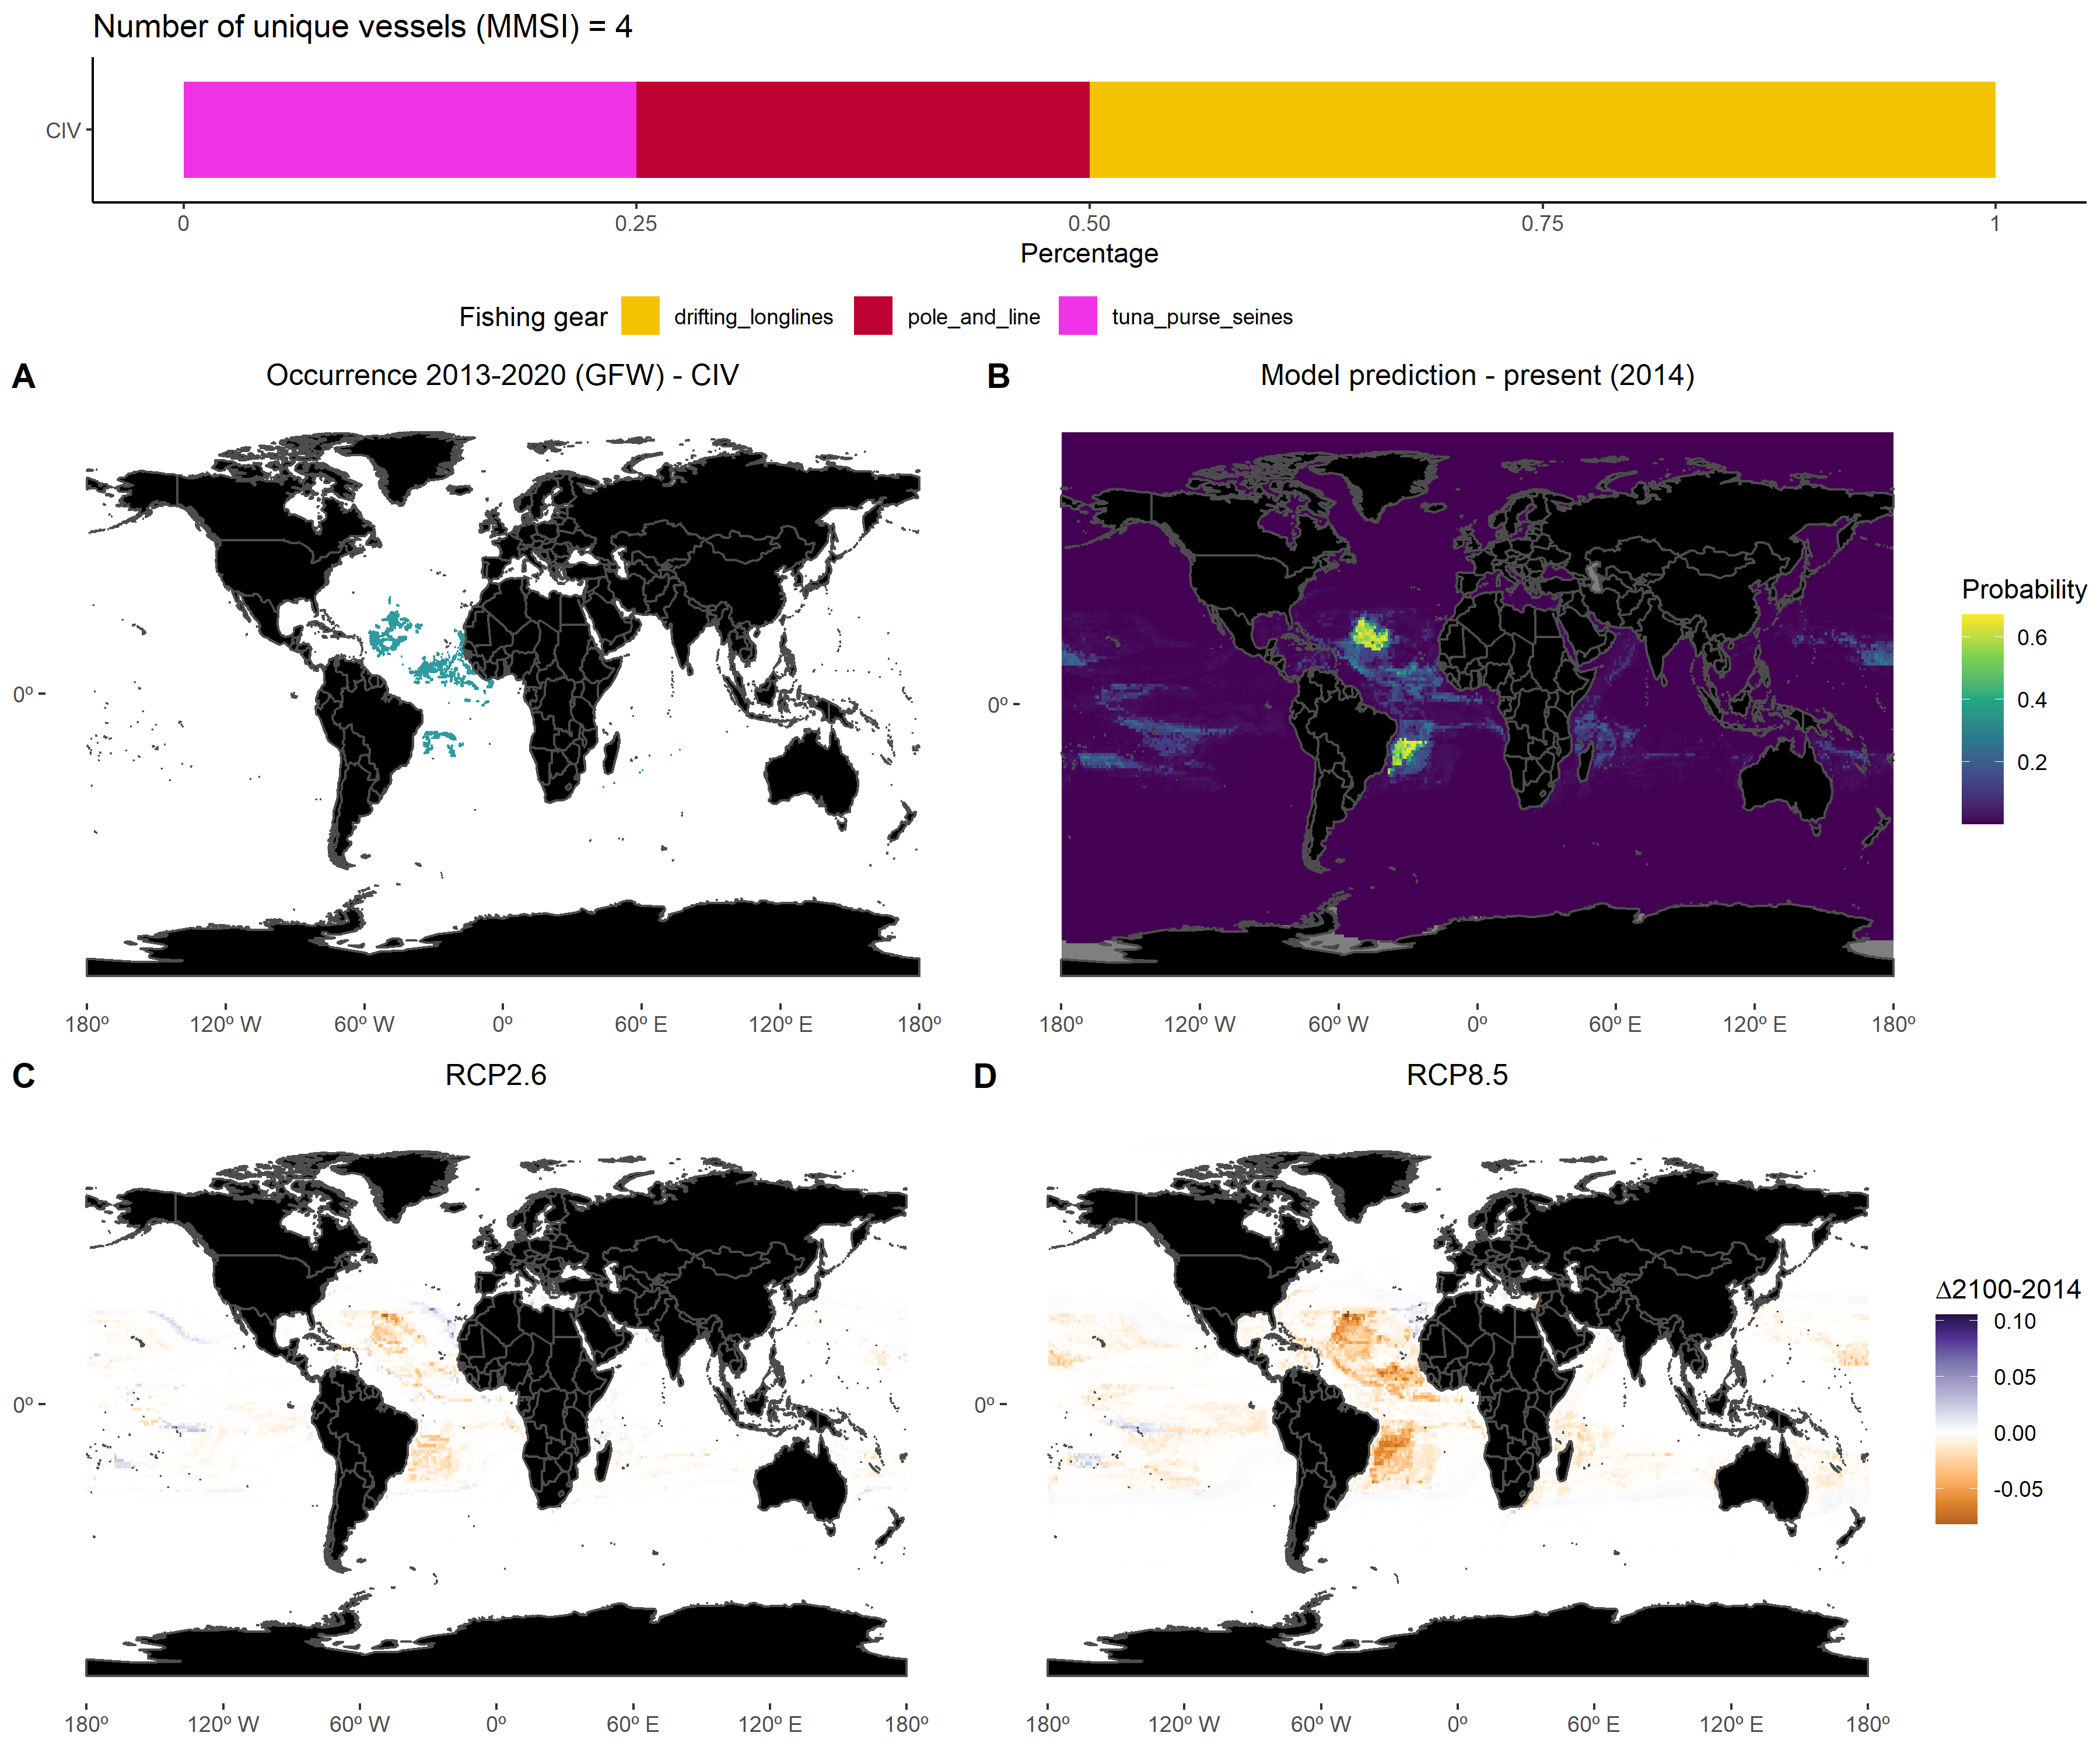 Number of unique vessels (MMSI) = 4
CIV
0 0.25 0.50 0.75 1
Percentage
Fishing gear drifting_longlines pole_and_line tuna_purse_seines
A Occurrence 2013-2020 (GFW) - CIV
0º
180º 120º W 60º W 0º 60º E 120º E 180º
B Model prediction - present (2014)
0º
180º 120º W 60º W 0º 60º E 120º E 180º
Probability
0.6
0.4
0.2
C RCP2.6
0º
180º 120º W 60º W 0º 60º E 120º E 180º
D RCP8.5
0º
180º 120º W 60º W 0º 60º E 120º E 180º
Δ2100-2014
0.10
0.05
0.00
-0.05